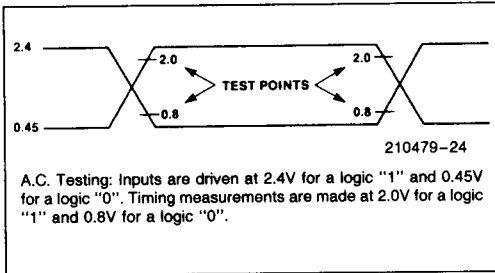 2.4
2.0
2.0
TEST POINTS
0.8
0.8
0.45
210479-24
A.C. Testing: Inputs are driven at 2.4V for a logic "1" and 0.45V
for a logic "0". Timing measurements are made at 2.0V for a logic
"1" and 0.8V for a logic "0".